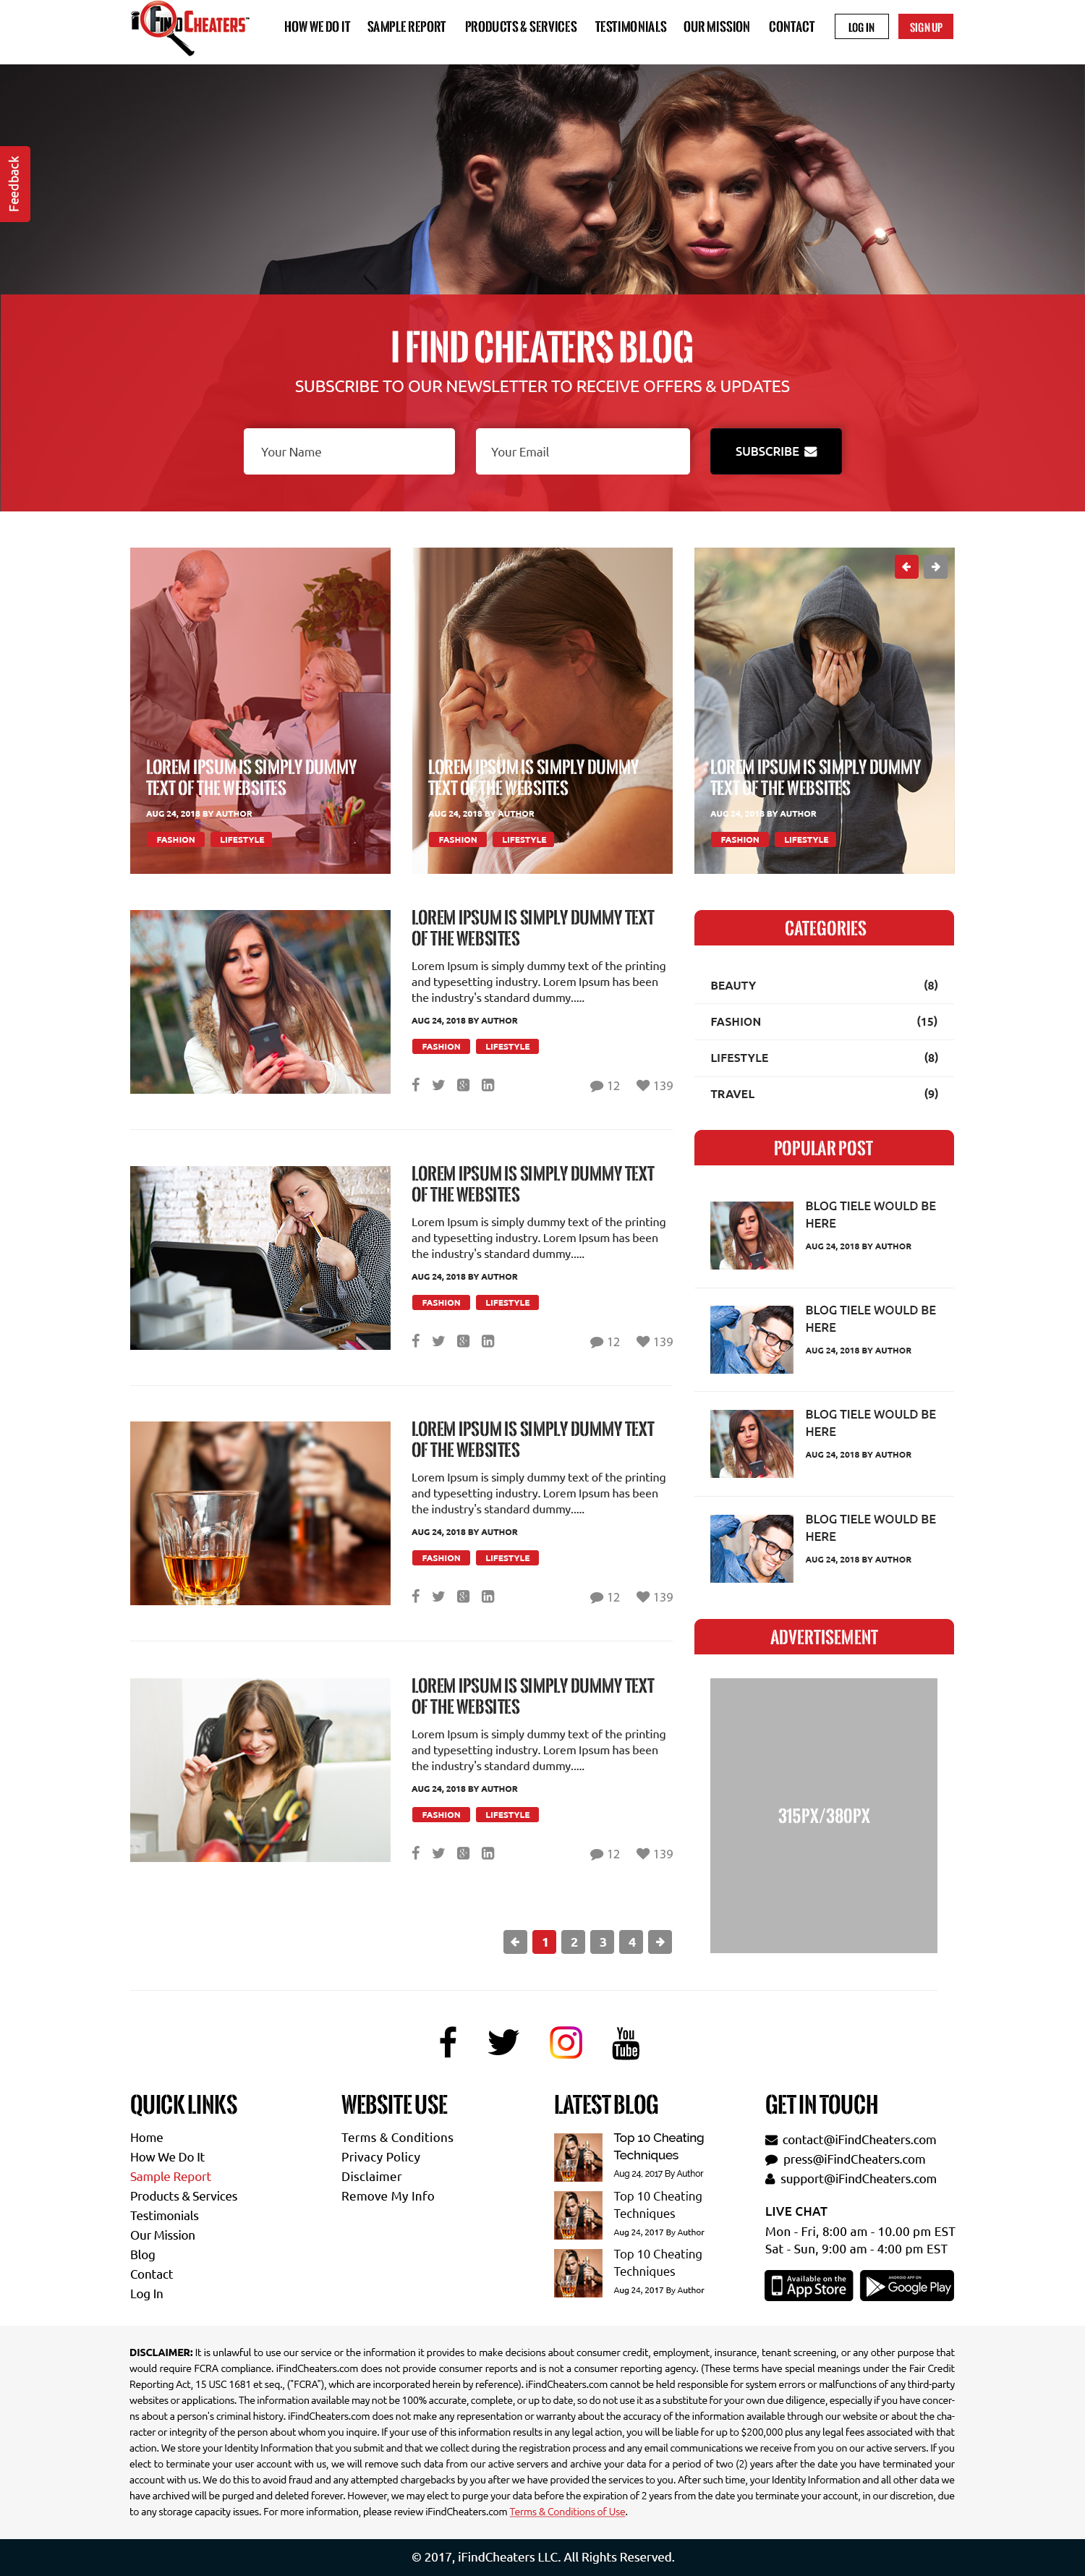 iFindCheaters™
HOW WE DO IT SAMPLE REPORT PRODUCTS & SERVICES TESTIMONIALS OUR MISSION CONTACT LOG IN SIGN UP
Feedback
I FIND CHEATERS BLOG
SUBSCRIBE TO OUR NEWSLETTER TO RECEIVE OFFERS & UPDATES
Your Name Your Email SUBSCRIBE
LOREM IPSUM IS SIMPLY DUMMY
TEXT OF THE WEBSITES
AUG 24, 2018 BY AUTHOR
FASHION LIFESTYLE
LOREM IPSUM IS SIMPLY DUMMY
TEXT OF THE WEBSITES
AUG 24, 2018 BY AUTHOR
FASHION LIFESTYLE
LOREM IPSUM IS SIMPLY DUMMY
TEXT OF THE WEBSITES
AUG 24, 2018 BY AUTHOR
FASHION LIFESTYLE
LOREM IPSUM IS SIMPLY DUMMY TEXT
OF THE WEBSITES
Lorem Ipsum is simply dummy text of the printing
and typesetting industry. Lorem Ipsum has been
the industry's standard dummy.....
AUG 24, 2018 BY AUTHOR
FASHION LIFESTYLE
12 139
LOREM IPSUM IS SIMPLY DUMMY TEXT
OF THE WEBSITES
Lorem Ipsum is simply dummy text of the printing
and typesetting industry. Lorem Ipsum has been
the industry's standard dummy.....
AUG 24, 2018 BY AUTHOR
FASHION LIFESTYLE
12 139
LOREM IPSUM IS SIMPLY DUMMY TEXT
OF THE WEBSITES
Lorem Ipsum is simply dummy text of the printing
and typesetting industry. Lorem Ipsum has been
the industry's standard dummy.....
AUG 24, 2018 BY AUTHOR
FASHION LIFESTYLE
12 139
LOREM IPSUM IS SIMPLY DUMMY TEXT
OF THE WEBSITES
Lorem Ipsum is simply dummy text of the printing
and typesetting industry. Lorem Ipsum has been
the industry's standard dummy.....
AUG 24, 2018 BY AUTHOR
FASHION LIFESTYLE
12 139
1 2 3 4
CATEGORIES
BEAUTY (8)
FASHION (15)
LIFESTYLE (8)
TRAVEL (9)
POPULAR POST
BLOG TIELE WOULD BE
HERE
AUG 24, 2018 BY AUTHOR
BLOG TIELE WOULD BE
HERE
AUG 24, 2018 BY AUTHOR
BLOG TIELE WOULD BE
HERE
AUG 24, 2018 BY AUTHOR
BLOG TIELE WOULD BE
HERE
AUG 24, 2018 BY AUTHOR
ADVERTISEMENT
315PX/380PX
You
Tube
QUICK LINKS
Home
How We Do It
Sample Report
Products & Services
Testimonials
Our Mission
Blog
Contact
Log In
WEBSITE USE
Terms & Conditions
Privacy Policy
Disclaimer
Remove My Info
LATEST BLOG
Top 10 Cheating
Techniques
Aug 24, 2017 By Author
Top 10 Cheating
Techniques
Aug 24, 2017 By Author
Top 10 Cheating
Techniques
Aug 24, 2017 By Author
GET IN TOUCH
contact@iFindCheaters.com
press@iFindCheaters.com
support@iFindCheaters.com
LIVE CHAT
Mon - Fri, 8:00 am - 10.00 pm EST
Sat - Sun, 9:00 am - 4:00 pm EST
Available on the
App Store
ANDROID APP ON
Google Play
DISCLAIMER: It is unlawful to use our service or the information it provides to make decisions about consumer credit, employment, insurance, tenant screening, or any other purpose that
would require FCRA compliance. iFindCheaters.com does not provide consumer reports and is not a consumer reporting agency. (These terms have special meanings under the Fair Credit
Reporting Act, 15 USC 1681 et seq., ("FCRA"), which are incorporated herein by reference). iFindCheaters.com cannot be held responsible for system errors or malfunctions of any third-party
websites or applications. The information available may not be 100% accurate, complete, or up to date, so do not use it as a substitute for your own due diligence, especially if you have concer-
ns about a person's criminal history. iFindCheaters.com does not make any representation or warranty about the accuracy of the information available through our website or about the cha-
racter or integrity of the person about whom you inquire. If your use of this information results in any legal action, you will be liable for up to $200,000 plus any legal fees associated with that
action. We store your Identity Information that you submit and that we collect during the registration process and any email communications we receive from you on our active servers. If you
elect to terminate your user account with us, we will remove such data from our active servers and archive your data for a period of two (2) years after the date you have terminated your
account with us. We do this to avoid fraud and any attempted chargebacks by you after we have provided the services to you. After such time, your Identity Information and all other data we
have archived will be purged and deleted forever. However, we may elect to purge your data before the expiration of 2 years from the date you terminate your account, in our discretion, due
to any storage capacity issues. For more information, please review iFindCheaters.com Terms & Conditions of Use.
© 2017, iFindCheaters LLC. All Rights Reserved.